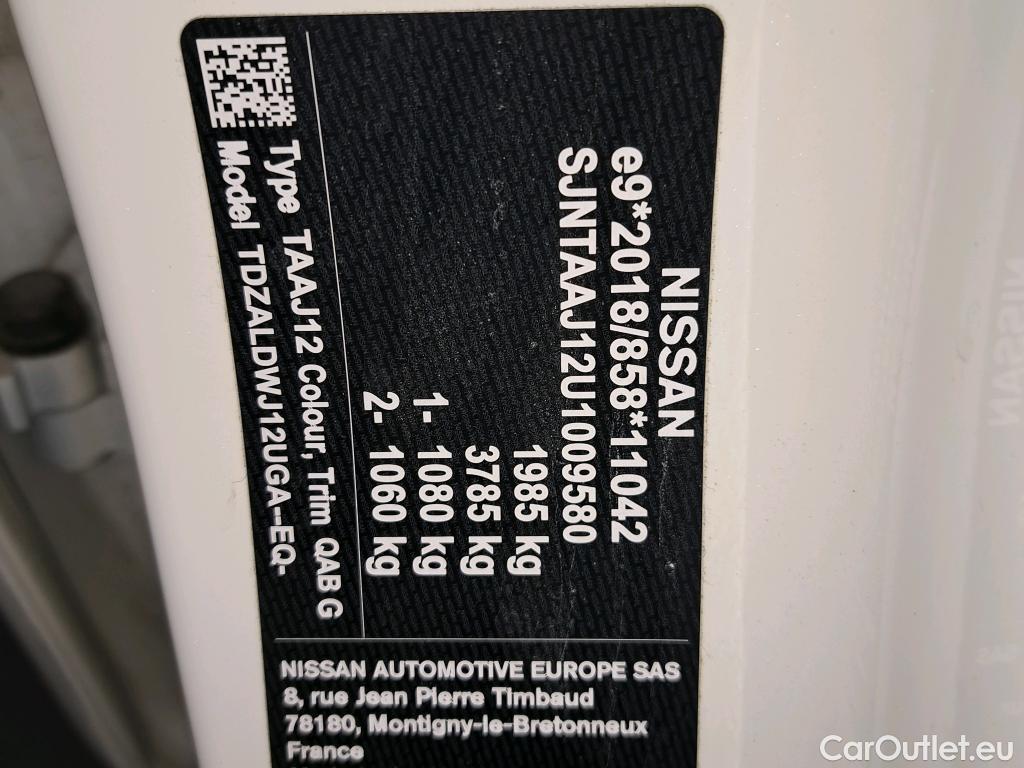 NISSAN
e9*2018/858*11042
SJNTAAJ12U1009580
1985 kg
3785 kg
1- 1080 kg
2- 1060 kg
Type TAAJ12 Colour, Trim QAB G
Model TDZALDWJ12UGA--EQ-
NISSAN AUTOMOTIVE EUROPE SAS
8, rue Jean Pierre Timbaud
78180, Montigny-le-Bretonneux
France
CarOutlet.eu